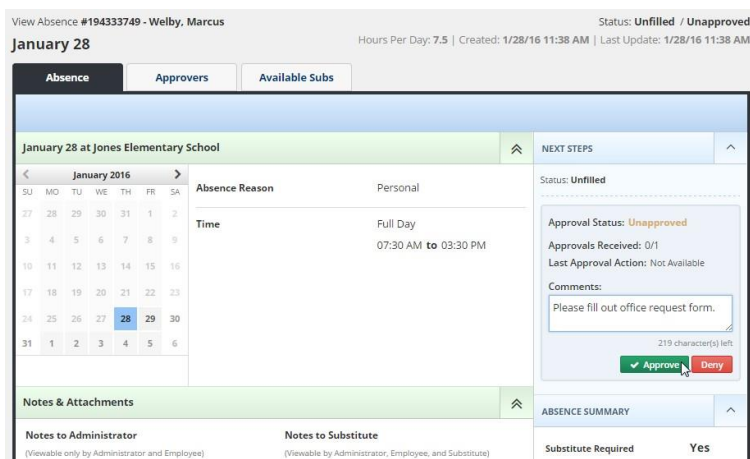 View Absence #194333749 - Welby, Marcus
Status: Unfilled / Unapproved
January 28
Hours Per Day: 7.5 | Created: 1/28/16 11:38 AM | Last Update: 1/28/16 11:38 AM
Absence Approvers Available Subs
January 28 at Jones Elementary School
January 2016
SU MO TU WE TH FR SA
27 28 29 30 31 1 2
3 4 5 6 7 8 9
10 11 12 13 14 15 16
17 18 19 20 21 22 23
24 25 26 27 28 29 30
31 1 2 3 4 5 6
Absence Reason Personal
Time Full Day
07:30 AM to 03:30 PM
NEXT STEPS
Status: Unfilled
Approval Status: Unapproved
Approvals Received: 0/1
Last Approval Action: Not Available
Comments:
Please fill out office request form.
219 character(s) left
Approve Deny
Notes & Attachments
Notes to Administrator
(Viewable only by Administrator and Employee)
Notes to Substitute
(Viewable by Administrator, Employee, and Substitute)
ABSENCE SUMMARY
Substitute Required Yes